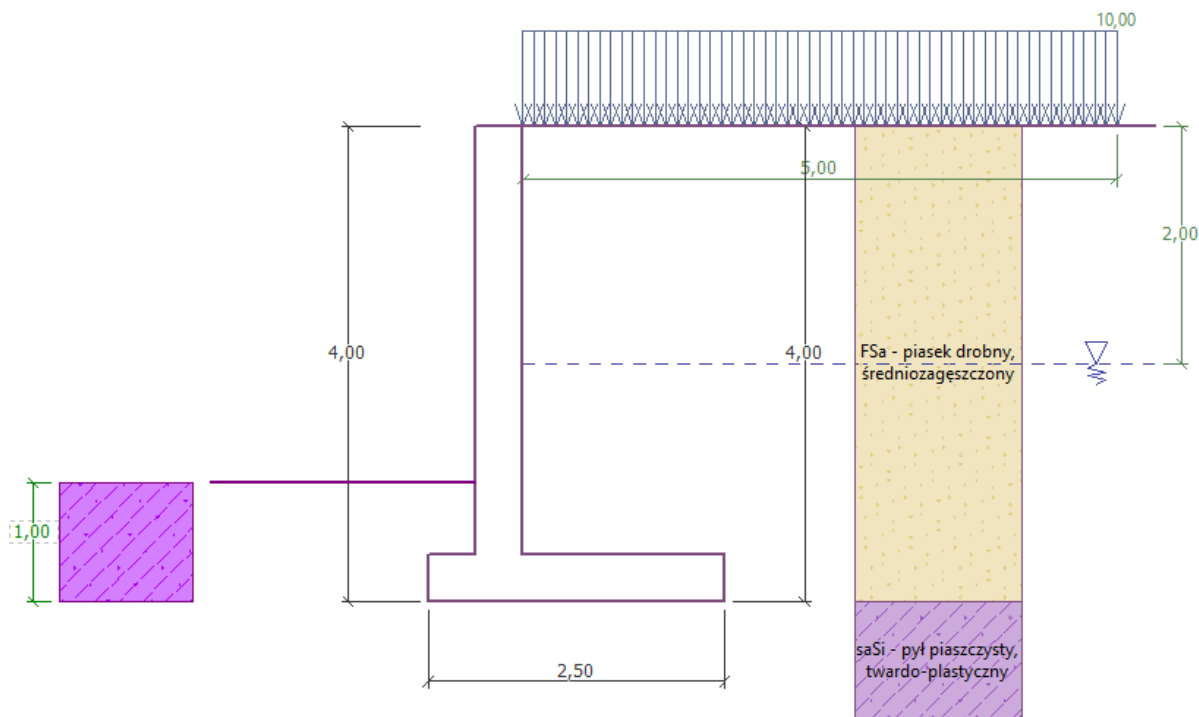 10,00
5,00
2,00
4,00
4,00
FSa - piasek drobny,
średniozagęszczony
1,00
saSi - pył piaszczysty,
twardo-plastyczny
2,50